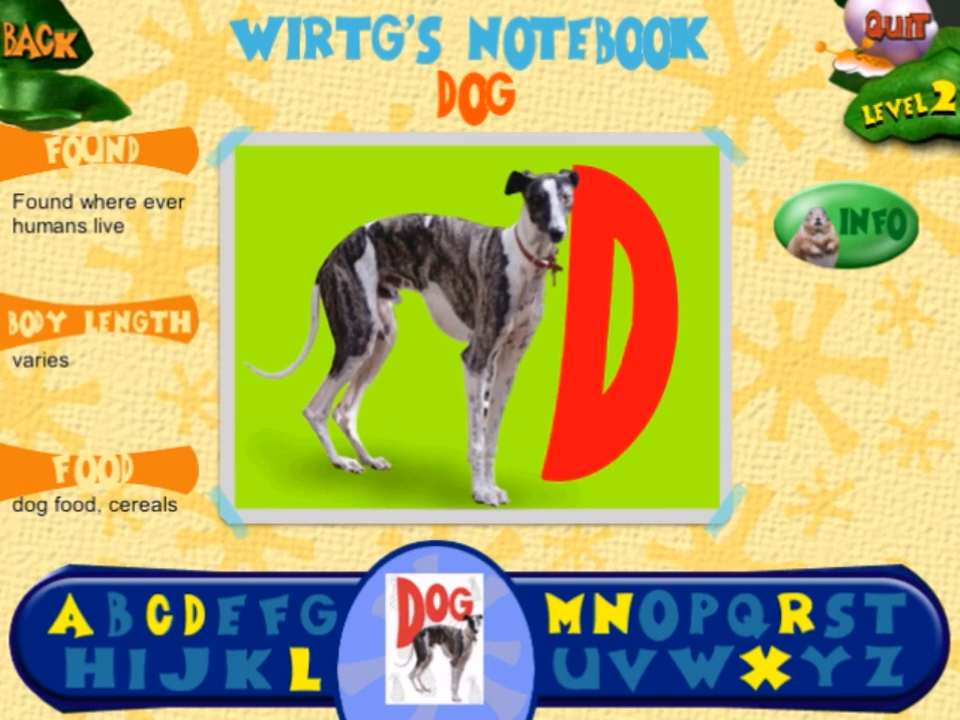 BACK
WIRTG'S NOTEBOOK
QUIT
DOG
LEVEL 2
FOUND
Found where ever
humans live
INFO
BODY LENGTH
varies
FOOD
dog food, cereals
D
DOG
ABCDEFG
HIJKL
MNOPQRST
UVWXYZ